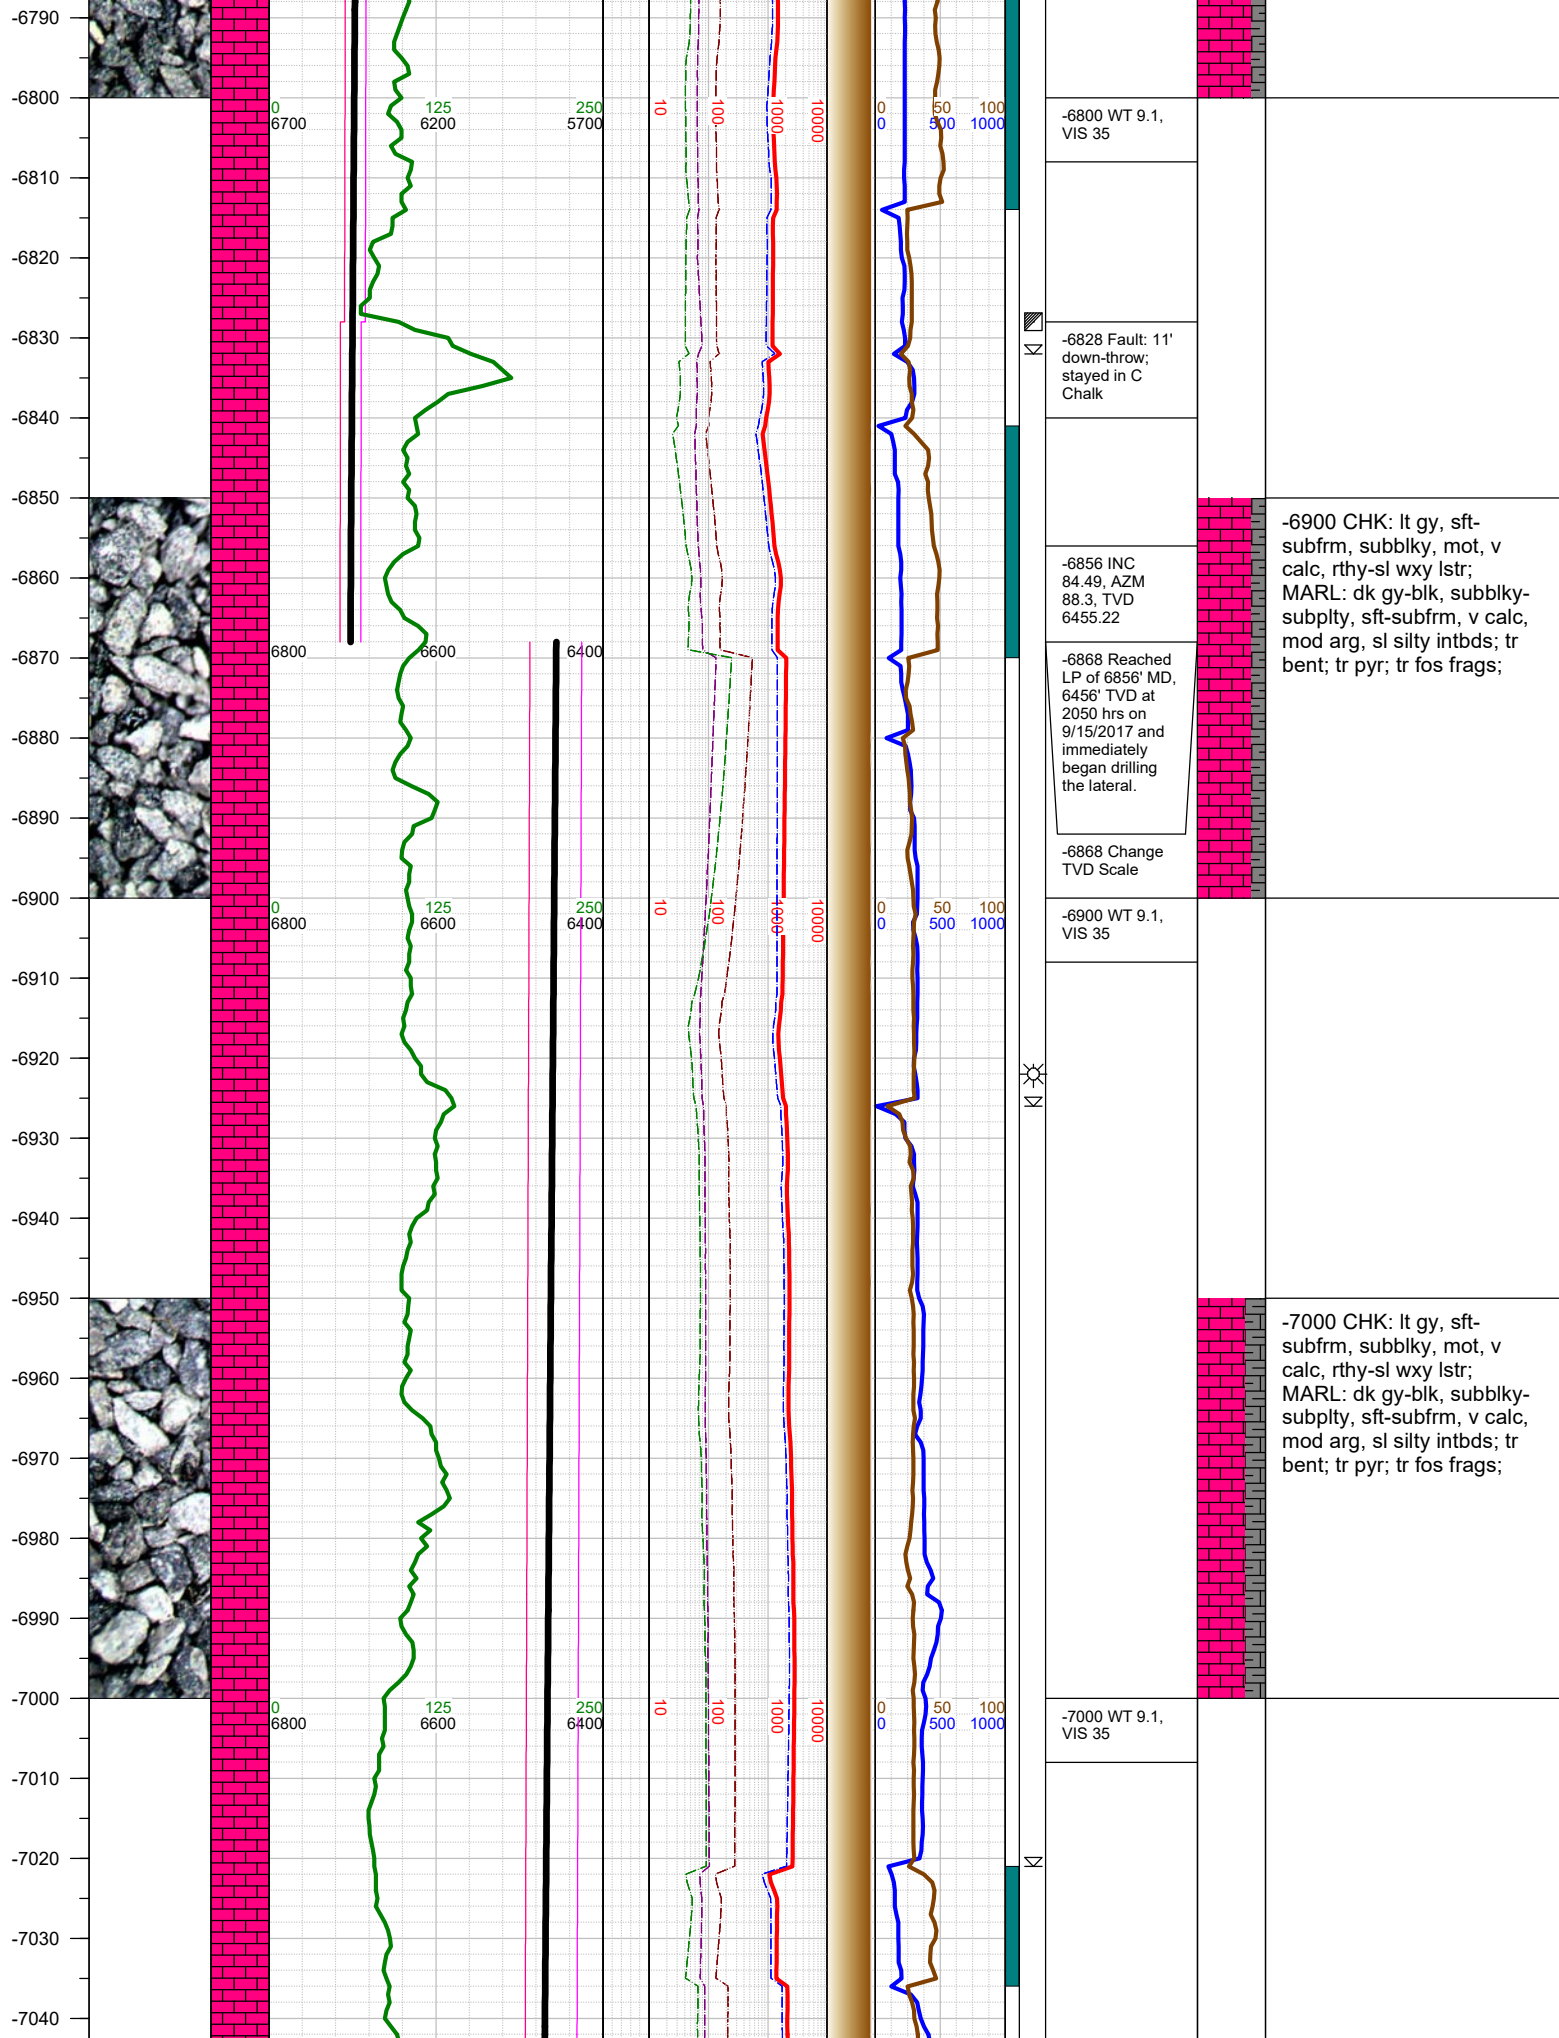 -6790
-6800
0 125 250
6700 6200 5700
10 100 1000 10000
0 50 100
0 500 1000
-6800 WT 9.1,
VIS 35
-6810
-6820
-6830
-6828 Fault: 11'
down-throw;
stayed in C
Chalk
-6840
-6850
-6900 CHK: lt gy, sft-
subfrm, subblky, mot, v
calc, rthy-sl wxy lstr;
MARL: dk gy-blk, subblky-
subplty, sft-subfrm, v calc,
mod arg, sl silty intbds; tr
bent; tr pyr; tr fos frags;
-6856 INC
84.49, AZM
88.3, TVD
6455.22
-6860
6800 6600 6400
-6868 Reached
LP of 6856' MD,
6456' TVD at
2050 hrs on
9/15/2017 and
immediately
began drilling
the lateral.
-6870
-6880
-6890
-6868 Change
TVD Scale
-6900
0 125 250
6800 6600 6400
10 100 1000 10000
0 50 100
0 500 1000
-6900 WT 9.1,
VIS 35
-6910
-6920
-6930
-6940
-6950
-7000 CHK: lt gy, sft-
subfrm, subblky, mot, v
calc, rthy-sl wxy lstr;
MARL: dk gy-blk, subblky-
subplty, sft-subfrm, v calc,
mod arg, sl silty intbds; tr
bent; tr pyr; tr fos frags;
-6960
-6970
-6980
-6990
-7000
0 125 250
6800 6600 6400
10 100 1000 10000
0 50 100
0 500 1000
-7000 WT 9.1,
VIS 35
-7010
-7020
-7030
-7040